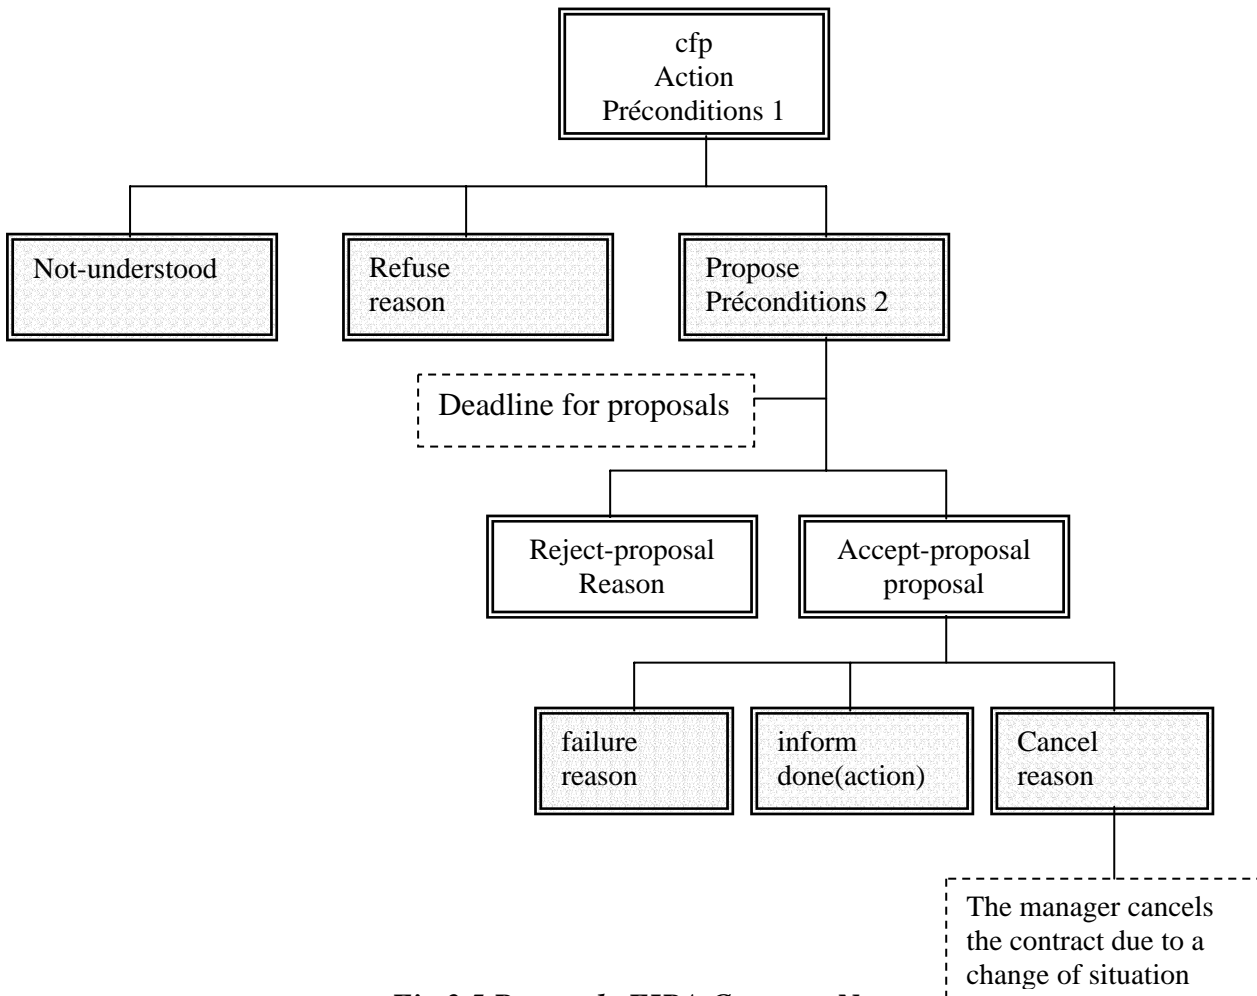 cfp
Action
Préconditions 1
Not-understood
Refuse
reason
Propose
Préconditions 2
Deadline for proposals
Reject-proposal
Reason
Accept-proposal
proposal
failure
reason
inform
done(action)
Cancel
reason
The manager cancels
the contract due to a
change of situation